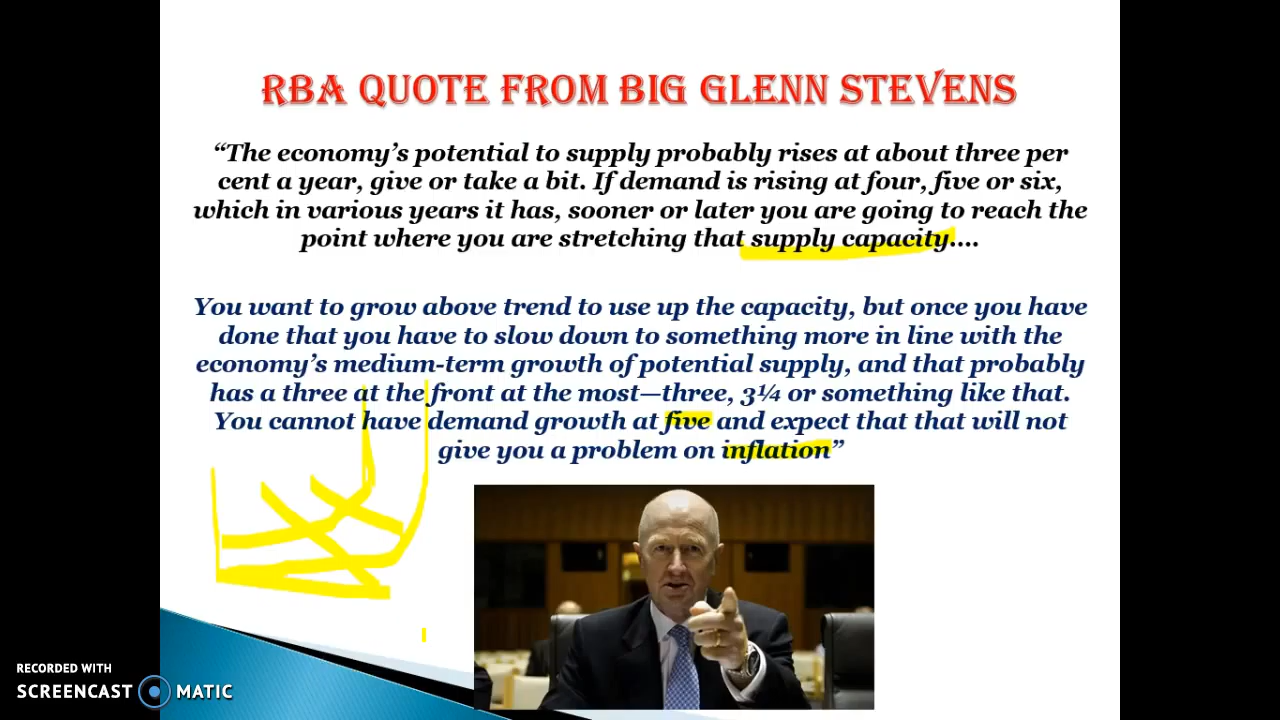 RBA QUOTE FROM BIG GLENN STEVENS
“The economy’s potential to supply probably rises at about three per
cent a year, give or take a bit. If demand is rising at four, five or six,
which in various years it has, sooner or later you are going to reach the
point where you are stretching that supply capacity....
You want to grow above trend to use up the capacity, but once you have
done that you have to slow down to something more in line with the
economy’s medium-term growth of potential supply, and that probably
has a three at the front at the most—three, 3¼ or something like that.
You cannot have demand growth at five and expect that that will not
give you a problem on inflation”
RECORDED WITH
SCREENCAST MATIC